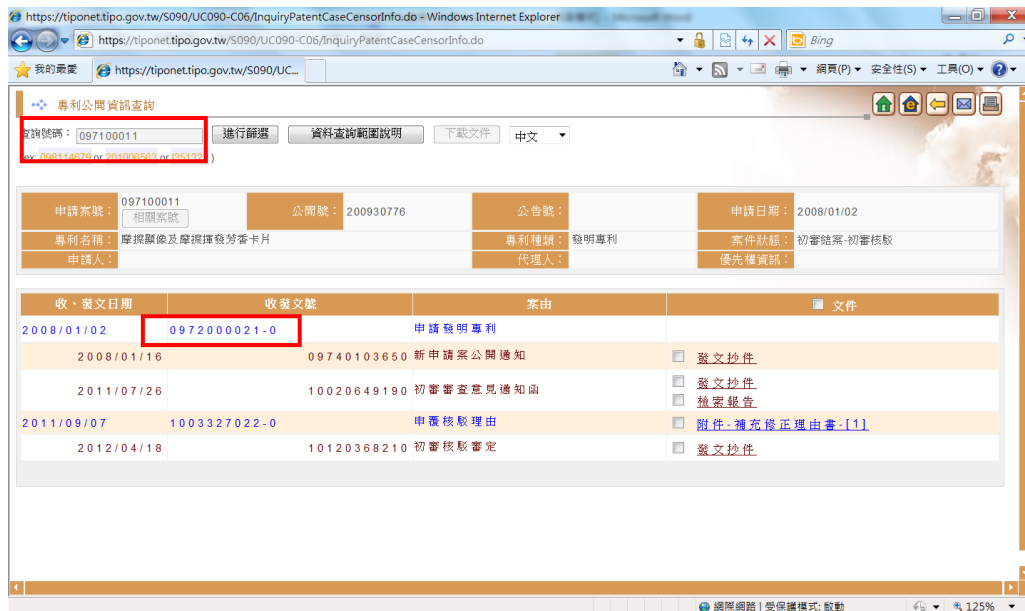 https://tiponet.tipo.gov.tw/S090/UC090-C06/InquiryPatentCaseCensorInfo.do - Windows Internet Explorer
https://tiponet.tipo.gov.tw/S090/UC090-C06/InquiryPatentCaseCensorInfo.do
Bing
我的最愛
https://tiponet.tipo.gov.tw/S090/UC...
網頁(P)
安全性(S)
工具(O)
專利公開資訊查詢
查詢號碼：
097100011
進行篩選
資料查詢範圍說明
下載文件
中文
ex: 098114679 or 201006563 or I35132 )
申請案號： 097100011
相關案號
公開號： 200930776
公告號：
申請日期： 2008/01/02
專利名稱： 摩擦顯像及摩擦揮發芳香卡片
專利種類： 發明專利
案件狀態： 初審結案-初審核駁
申請人：
代理人：
優先權資訊：
收、發文日期 收發文號 案由 文件
2008/01/02 0972000021-0 申請發明專利
2008/01/16 09740103650 新申請案公開通知 發文抄件
2011/07/26 10020649190 初審審查意見通知函 發文抄件
檢索報告
2011/09/07 1003327022-0 申覆核駁理由 附件-補充修正理由書-[1]
2012/04/18 10120368210 初審核駁審定 發文抄件
網際網路 | 受保護模式: 啟動
125%